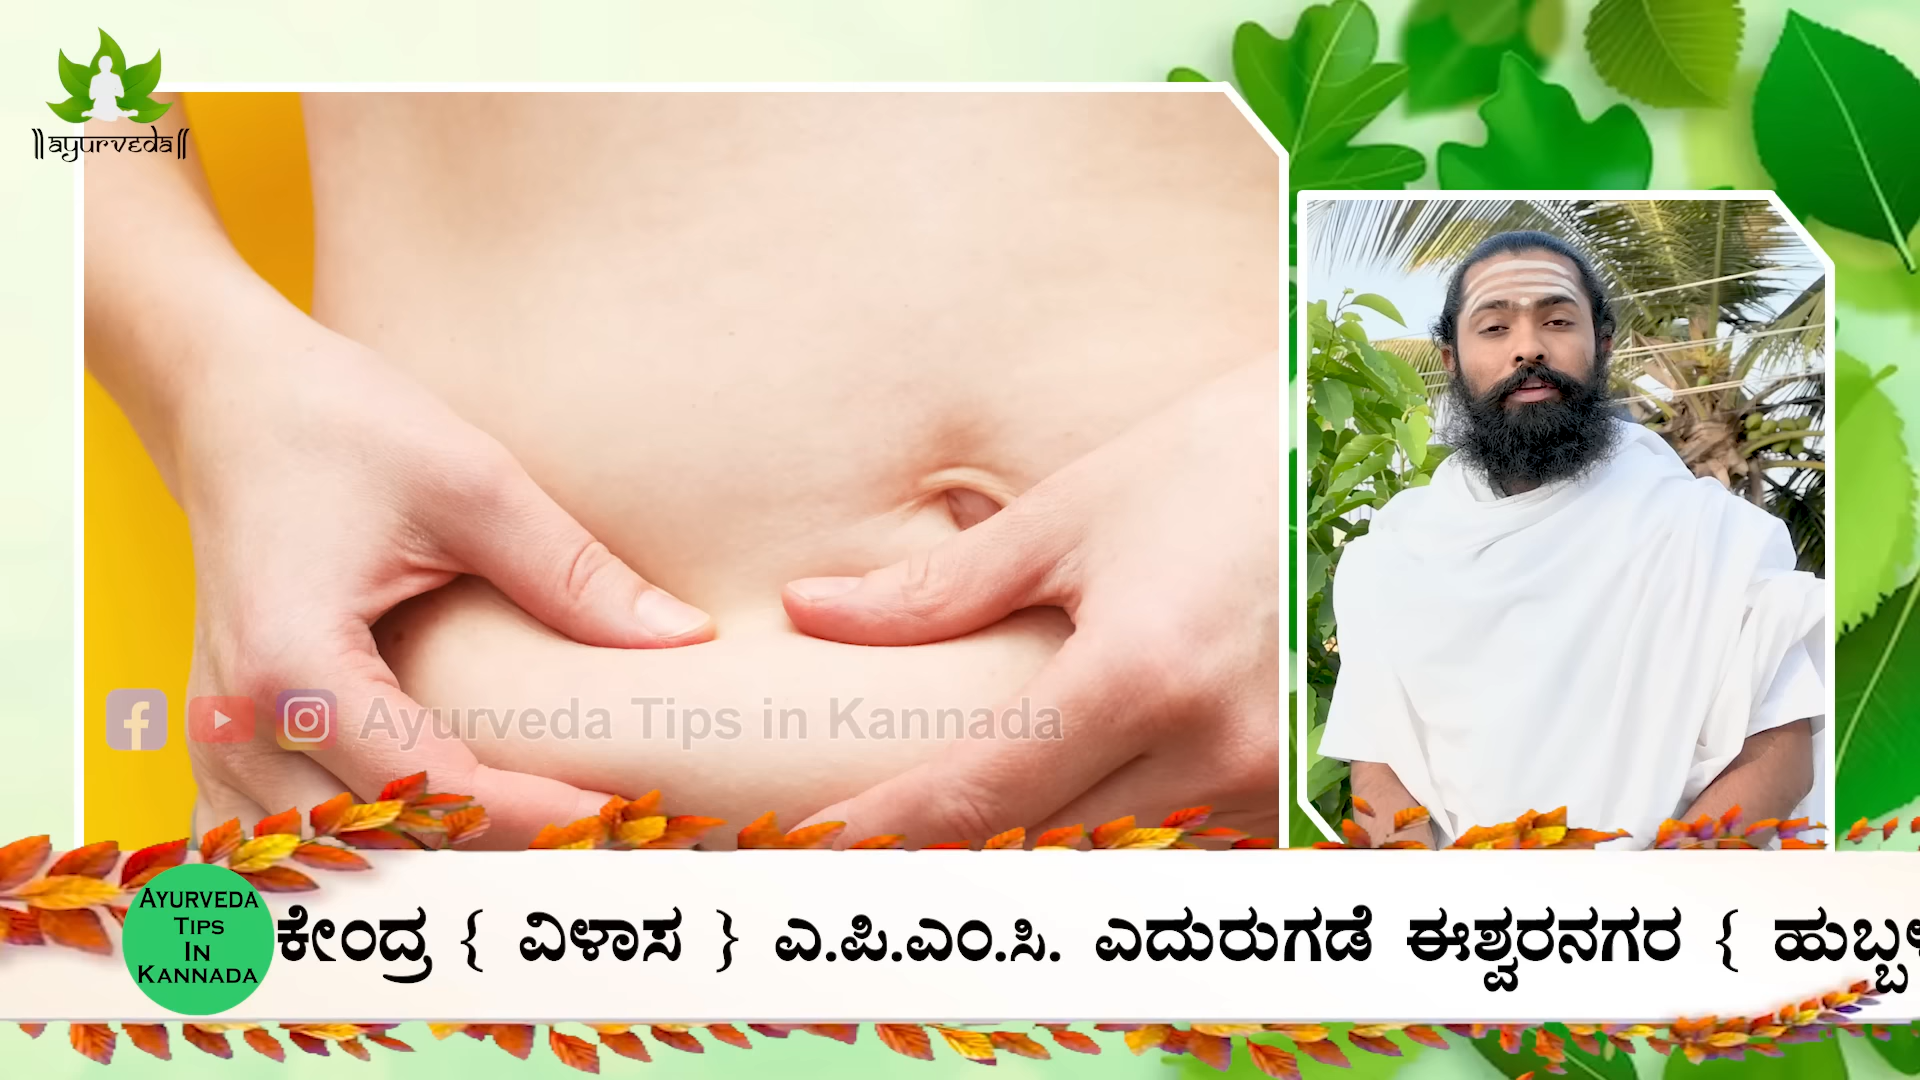 ||ayurveda||
Ayurveda Tips in Kannada
AYURVEDA
TIPS
IN
KANNADA
ಕೇಂದ್ರ { ವಿಳಾಸ } ಎ.ಪಿ.ಎಂ.ಸಿ. ಎದುರುಗಡೆ ಈಶ್ವರನಗರ {